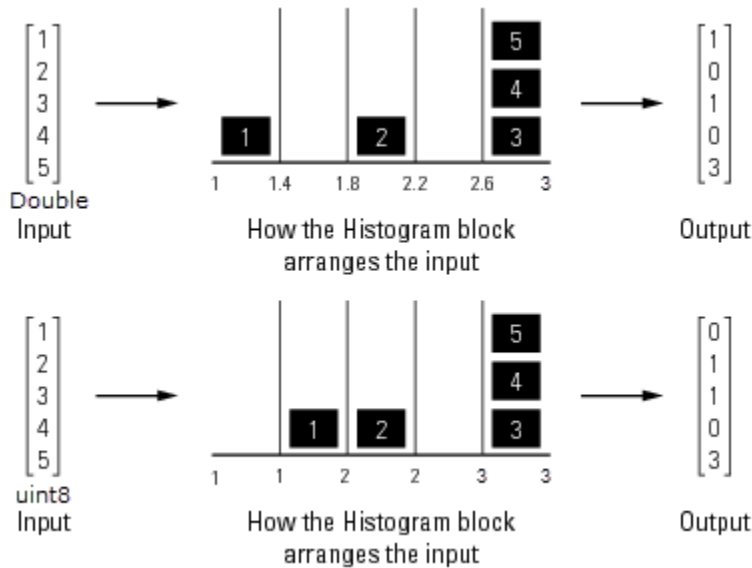 1
2
3
4
5
Double
Input
5
4
1 2 3
1 1.4 1.8 2.2 2.6 3
How the Histogram block
arranges the input
1
0
1
0
3
Output
1
2
3
4
5
uint8
Input
5
4
1 2 3
1 1 2 2 3 3
How the Histogram block
arranges the input
0
1
1
0
3
Output